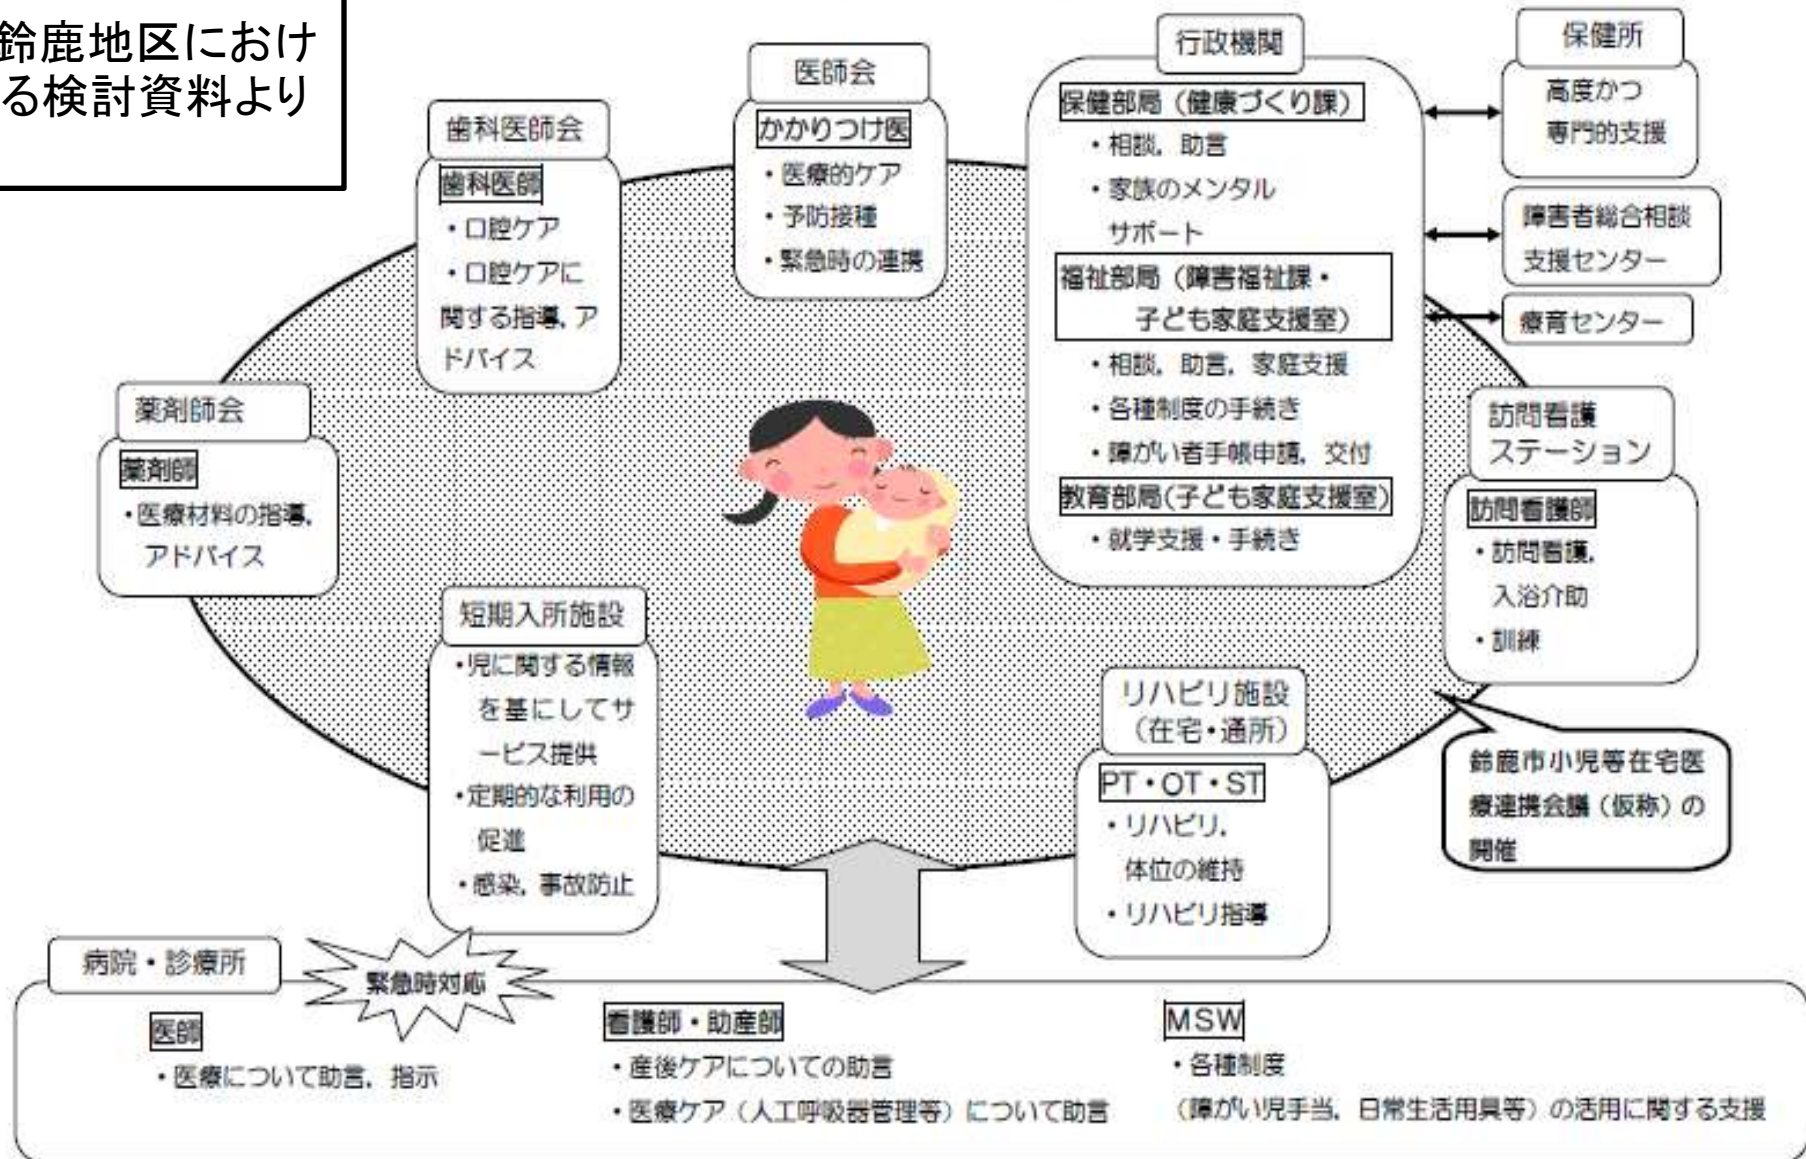 鈴鹿地区におけ
る検討資料より
歯科医師会
歯科医師
・口腔ケア
・口腔ケアに
関する指導，ア
ドバイス
医師会
かかりつけ医
・医療的ケア
・予防接種
・緊急時の連携
行政機関
保健部局（健康づくり課）
・相談，助言
・家族のメンタル
サポート
福祉部局（障害福祉課・
子ども家庭支援室）
・相談，助言，家庭支援
・各種制度の手続き
・障がい者手帳申請，交付
教育部局(子ども家庭支援室)
・就学支援・手続き
保健所
高度かつ
専門的支援
障害者総合相談
支援センター
療育センター
薬剤師会
薬剤師
・医療材料の指導，
アドバイス
訪問看護
ステーション
訪問看護師
・訪問看護，
入浴介助
・訓練
短期入所施設
・児に関する情報
を基にしてサ
ービス提供
・定期的な利用の
促進
・感染，事故防止
リハビリ施設
（在宅・通所）
PT・OT・ST
・リハビリ，
体位の維持
・リハビリ指導
鈴鹿市小児等在宅医
療連携会議（仮称）の
開催
病院・診療所
緊急時対応
医師
・医療について助言，指示
看護師・助産師
・産後ケアについての助言
・医療ケア（人工呼吸器管理等）について助言
MSW
・各種制度
（障がい児手当，日常生活用具等）の活用に関する支援